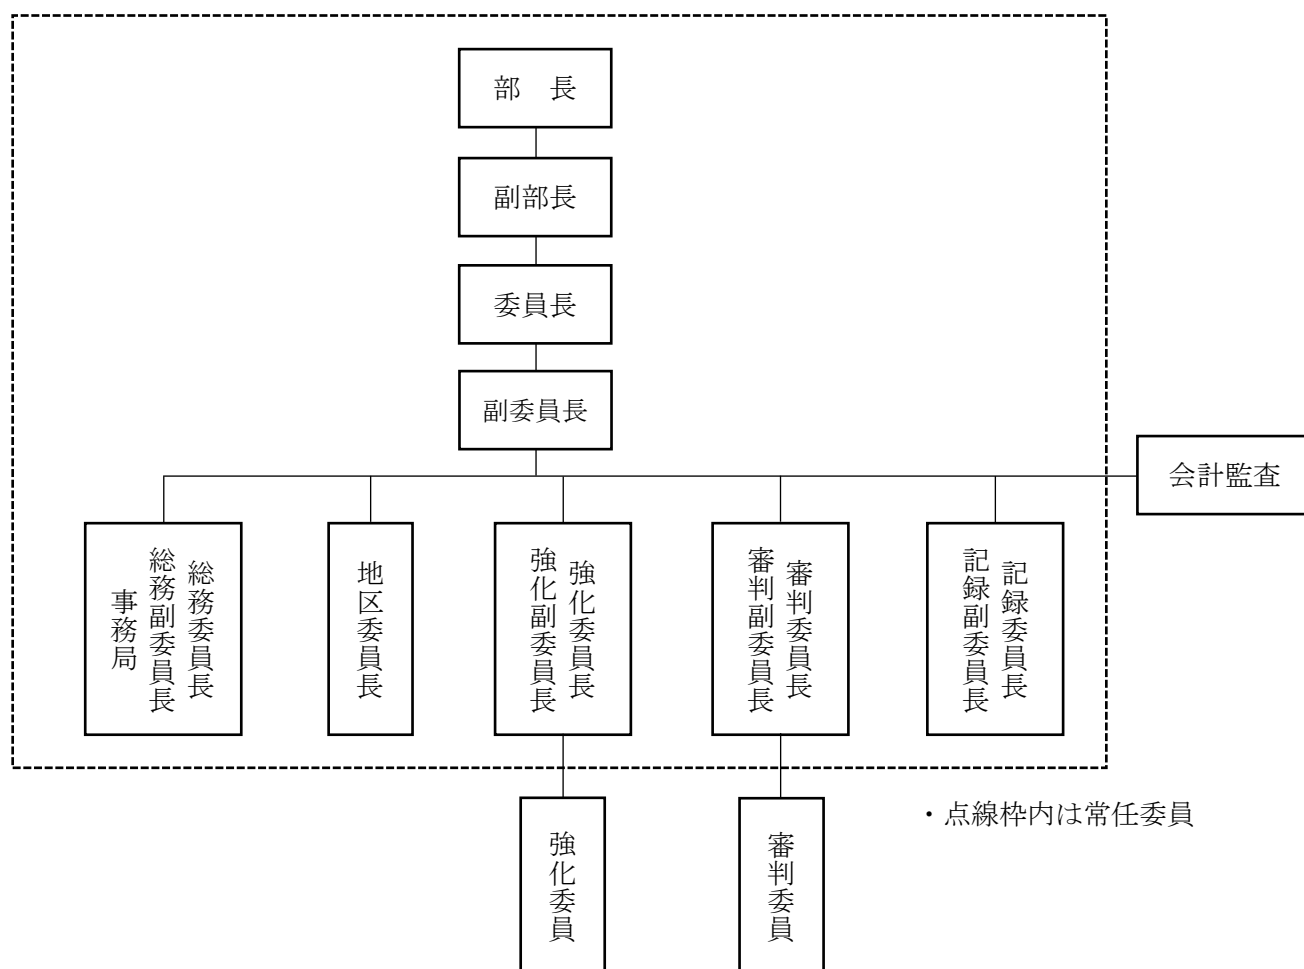 部　長
副部長
委員長
副委員長
会計監査
総務委員長
総務副委員長
事務局
地区委員長
強化委員長
強化副委員長
審判委員長
審判副委員長
記録委員長
記録副委員長
・点線枠内は常任委員
強化委員
審判委員